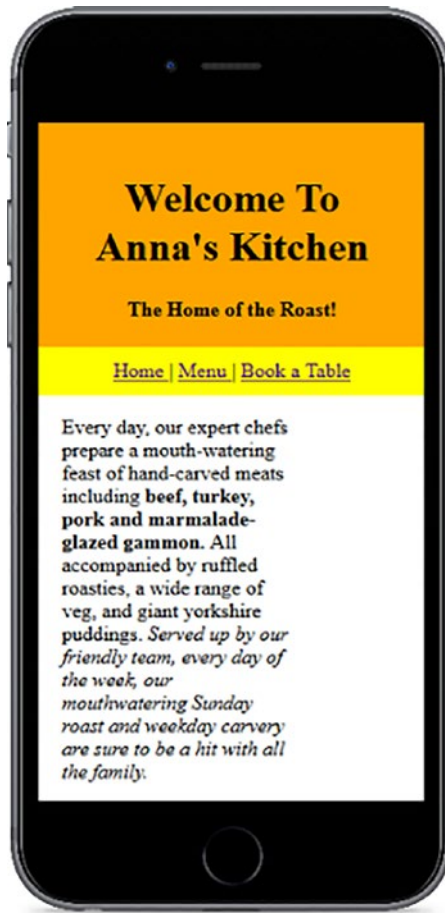 Welcome To
Anna's Kitchen
The Home of the Roast!
Home | Menu | Book a Table
Every day, our expert chefs
prepare a mouth-watering
feast of hand-carved meats
including beef, turkey,
pork and marmalade-
glazed gammon. All
accompanied by ruffled
roasties, a wide range of
veg, and giant yorkshire
puddings. Served up by our
friendly team, every day of
the week, our
mouthwatering Sunday
roast and weekday carvery
are sure to be a hit with all
the family.